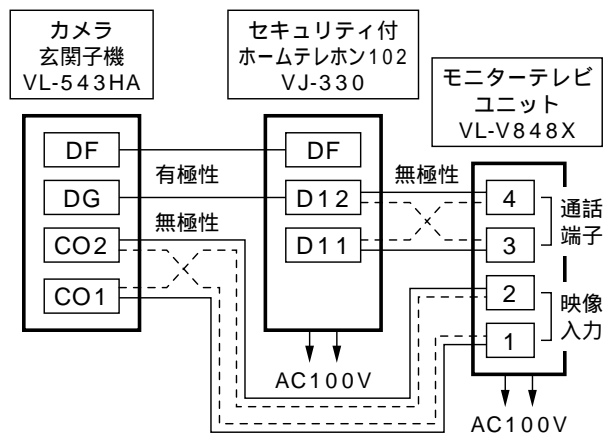 カメラ
玄関子機
VL-543HA
セキュリティ付
ホームテレホン102
VJ-330
モニターテレビ
ユニット
VL-V848X
DF
DG
CO2
CO1
有極性
無極性
DF
D12
D11
無極性
4
3
2
1
通話
端子
映像
入力
AC100V
AC100V